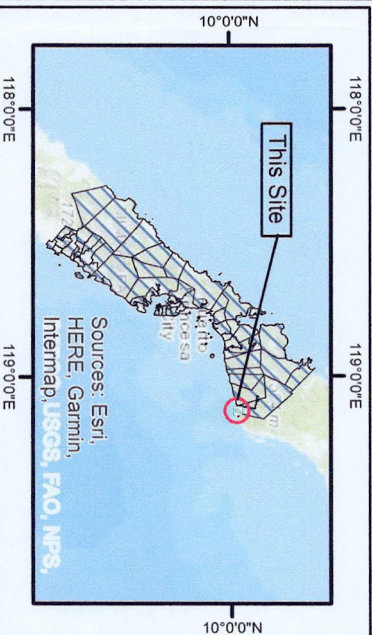 10°0'0"N
118°0'0"E
118°0'0"E
This Site
119°0'0"E
119°0'0"E
Sources: Esri,
HERE, Garmin,
Intermap, USGS, FAO, NPS,
10°0'0"N